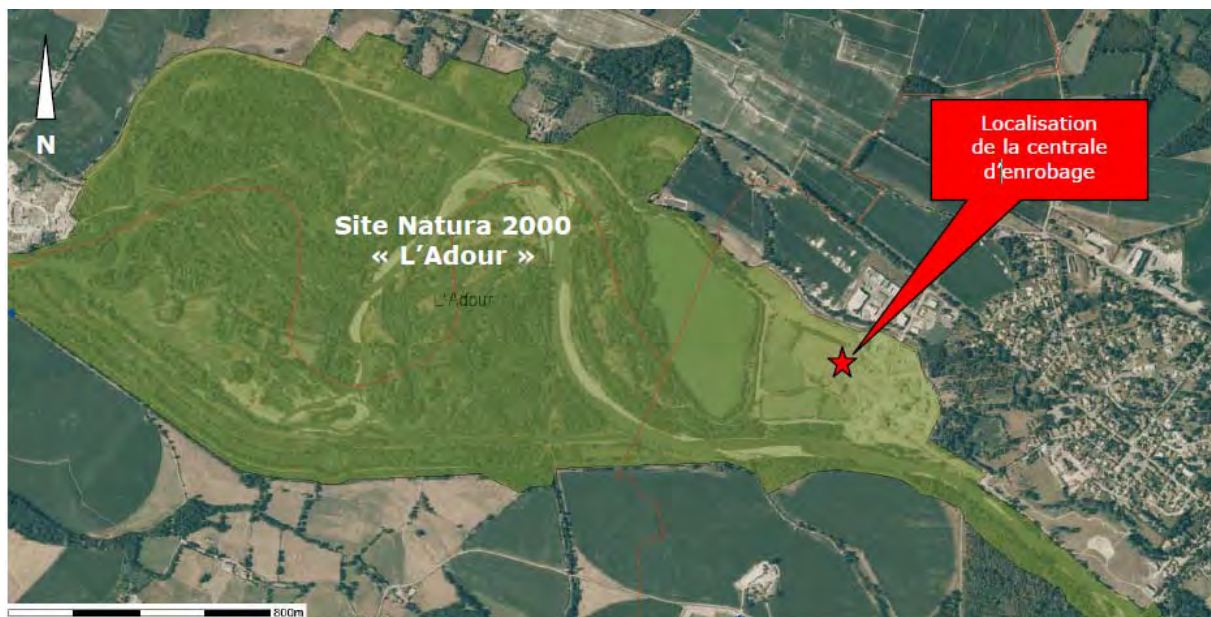 N
Localisation
de la centrale
d'enrobage
Site Natura 2000
« L'Adour »
L'Adour
800m